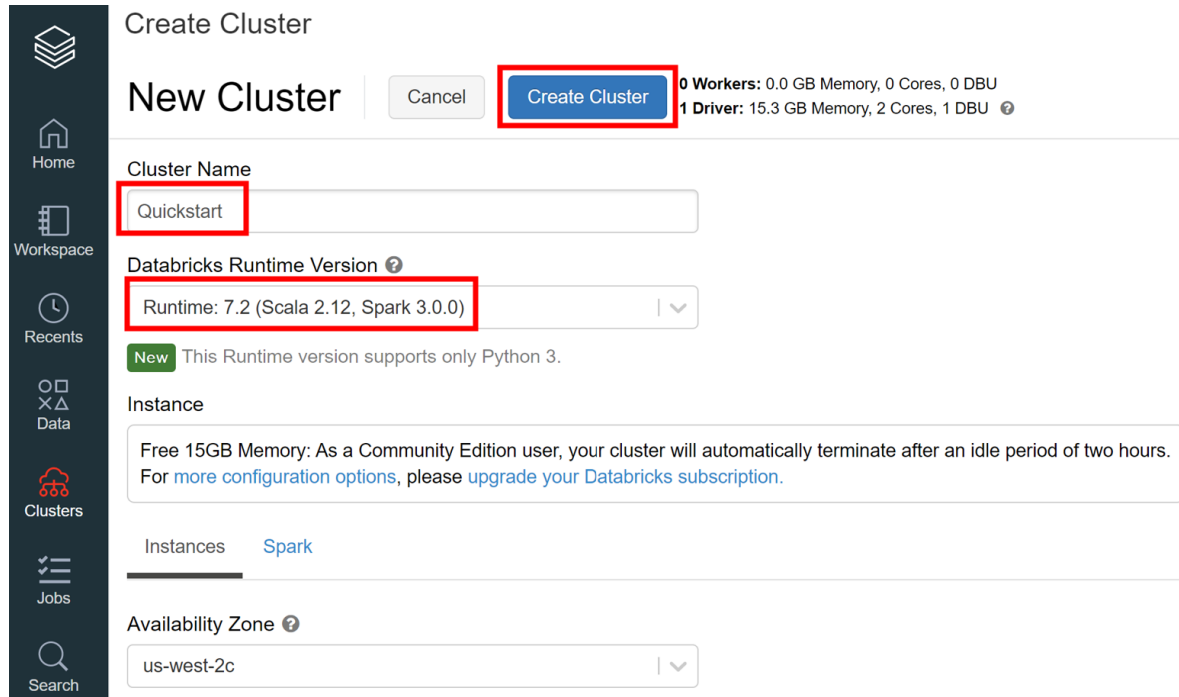 Create Cluster
New Cluster
Cancel
Create Cluster
0 Workers: 0.0 GB Memory, 0 Cores, 0 DBU
1 Driver: 15.3 GB Memory, 2 Cores, 1 DBU ?
Home
Workspace
Recents
Data
Clusters
Jobs
Search
Cluster Name
Quickstart
Databricks Runtime Version ?
Runtime: 7.2 (Scala 2.12, Spark 3.0.0)
New This Runtime version supports only Python 3.
Instance
Free 15GB Memory: As a Community Edition user, your cluster will automatically terminate after an idle period of two hours.
For more configuration options, please upgrade your Databricks subscription.
Instances Spark
Availability Zone ?
us-west-2c